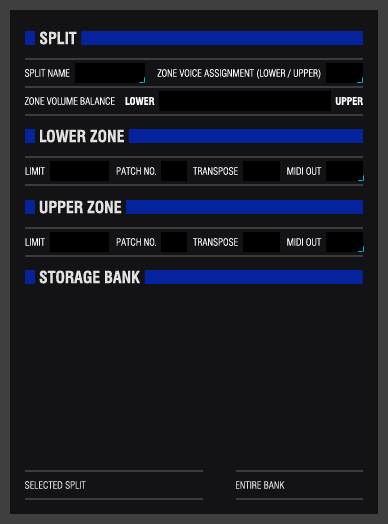 SPLIT
SPLIT NAME ZONE VOICE ASSIGNMENT (LOWER / UPPER)
ZONE VOLUME BALANCE LOWER UPPER
LOWER ZONE
LIMIT PATCH NO. TRANSPOSE MIDI OUT
UPPER ZONE
LIMIT PATCH NO. TRANSPOSE MIDI OUT
STORAGE BANK
SELECTED SPLIT ENTIRE BANK